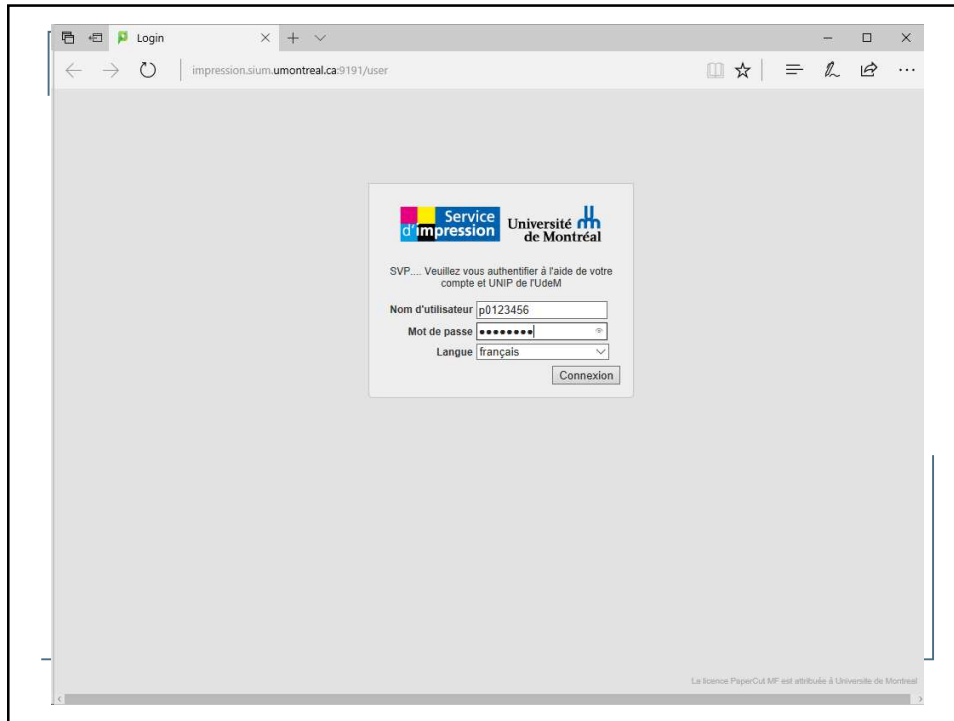 Login
impression.sium.umontreal.ca:9191/user
Service
d'impression
Université
de Montréal
SVP.... Veuillez vous authentifier à l'aide de votre
compte et UNIP de l'UdeM
Nom d'utilisateur p0123456
Mot de passe ••••••••
Langue français
Connexion
La licence PaperCut MF est attribuée à Universite de Montreal